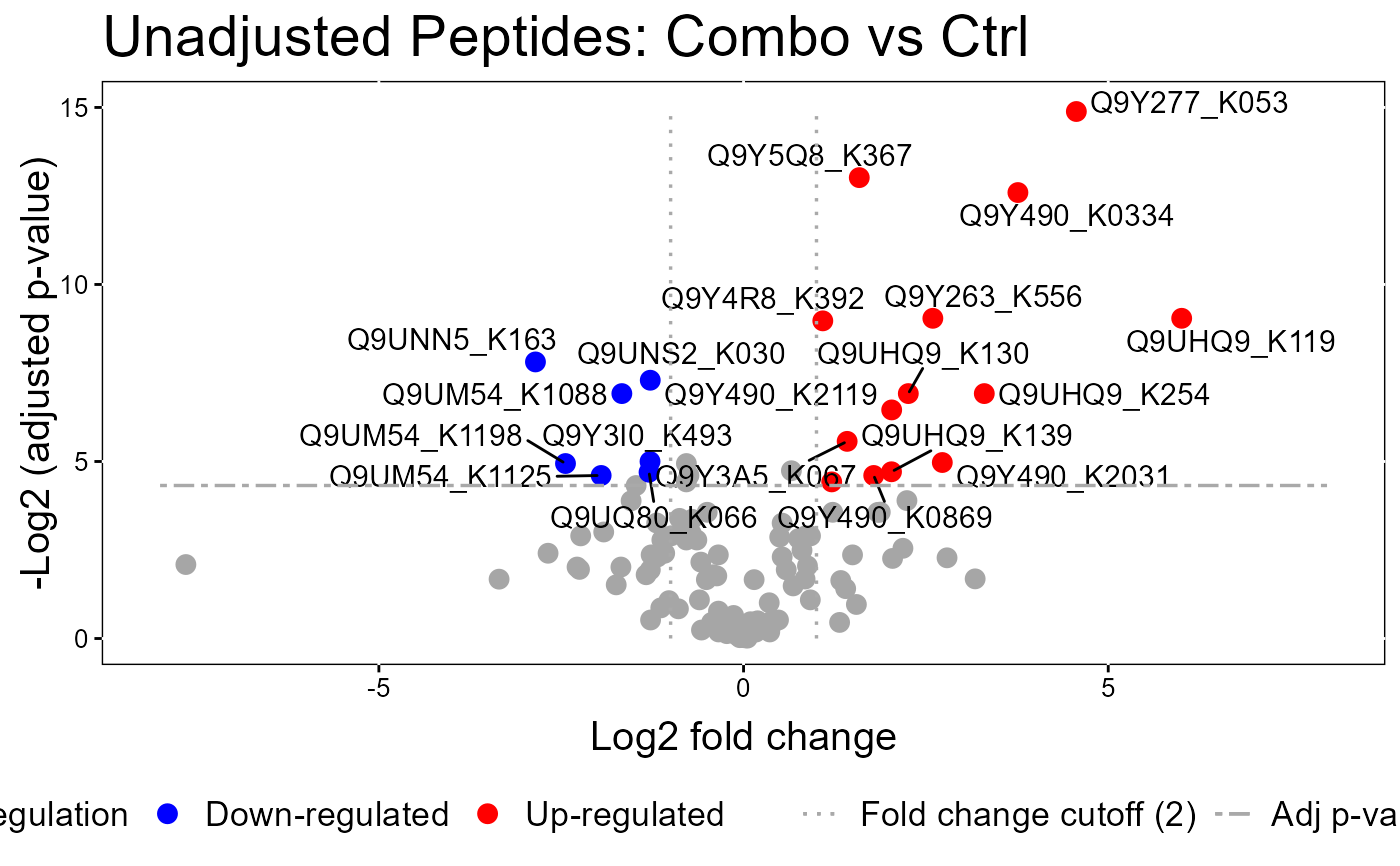 Unadjusted Peptides: Combo vs Ctrl
-Log2 (adjusted p-value)
15
10
5
0
Q9Y277_K053
Q9Y5Q8_K367
Q9Y490_K0334
Q9Y4R8_K392
Q9Y263_K556
Q9UHQ9_K119
Q9UNN5_K163
Q9UNS2_K030
Q9UHQ9_K130
Q9UM54_K1088
Q9Y490_K2119
Q9UHQ9_K254
Q9UM54_K1198
Q9Y3I0_K493
Q9UHQ9_K139
Q9UM54_K1125
Q9Y3A5_K067
Q9Y490_K2031
Q9UQ80_K066
Q9Y490_K0869
-5
0
5
Log2 fold change
egulation Down-regulated Up-regulated Fold change cutoff (2) Adj p-va